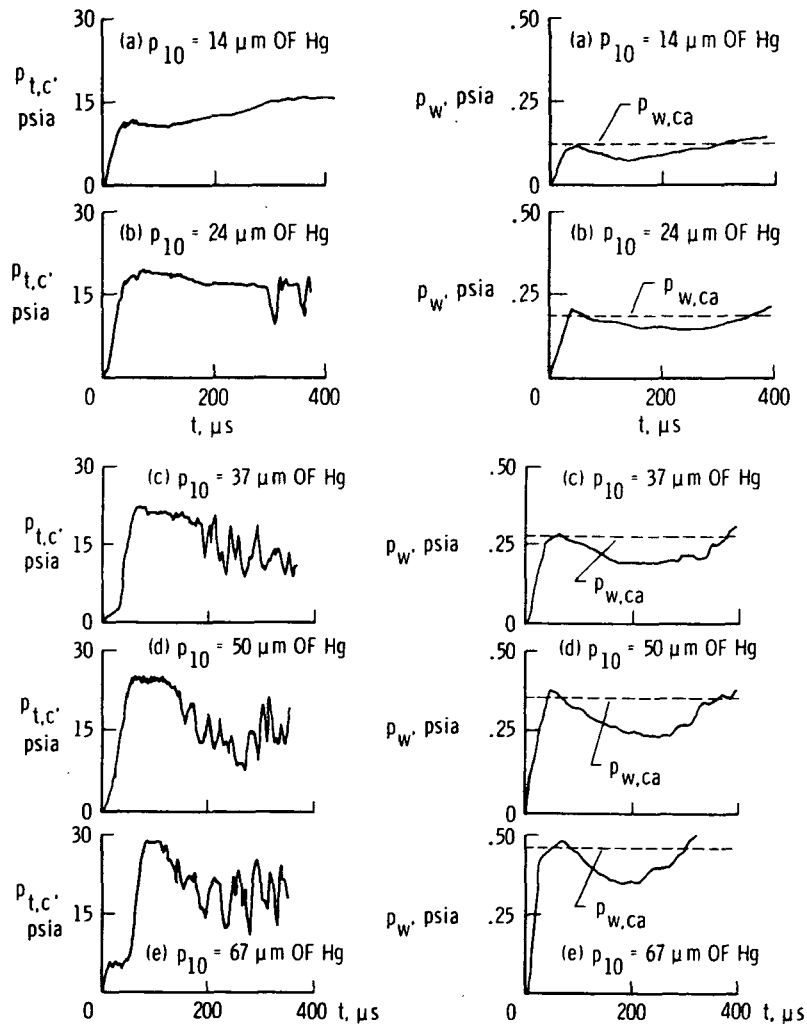 30
(a) p10 = 14 μm OF Hg
pt,c,
psia
15
0
30
(b) p10 = 24 μm OF Hg
pt,c,
psia
15
0
200
400
t, μs
.50
(a) p10 = 14 μm OF Hg
pw, psia
.25
pw,ca
0
.50
(b) p10 = 24 μm OF Hg
pw, psia
.25
pw,ca
0
200
400
t, μs
30
(c) p10 = 37 μm OF Hg
pt,c,
psia
15
0
30
(d) p10 = 50 μm OF Hg
pt,c,
psia
15
0
30
pt,c,
psia
15
(e) p10 = 67 μm OF Hg
0
200
400
t, μs
.50
(c) p10 = 37 μm OF Hg
pw, psia
.25
pw,ca
0
.50
(d) p10 = 50 μm OF Hg
pw, psia
.25
pw,ca
0
.50
pw, psia
.25
pw,ca
(e) p10 = 67 μm OF Hg
0
200
400
t, μs